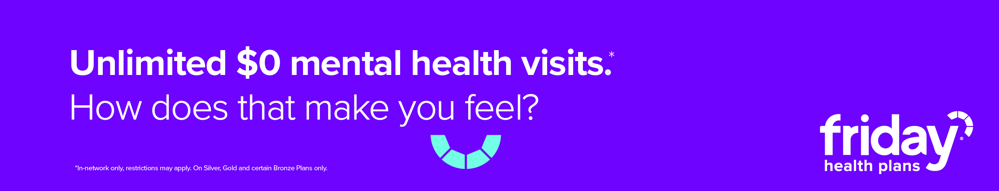 Unlimited $0 mental health visits.*
How does that make you feel?
*In-network only, restrictions may apply. On Silver, Gold and certain Bronze Plans only.
friday®
health plans